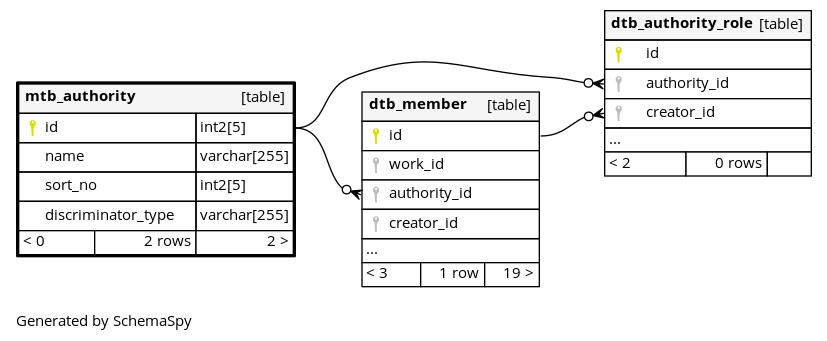 mtb_authority [table]
id int2[5]
name varchar[255]
sort_no int2[5]
discriminator_type varchar[255]
< 0 2 rows 2 >
dtb_member [table]
id
work_id
authority_id
creator_id
...
< 3 1 row 19 >
dtb_authority_role [table]
id
authority_id
creator_id
...
< 2 0 rows
Generated by SchemaSpy